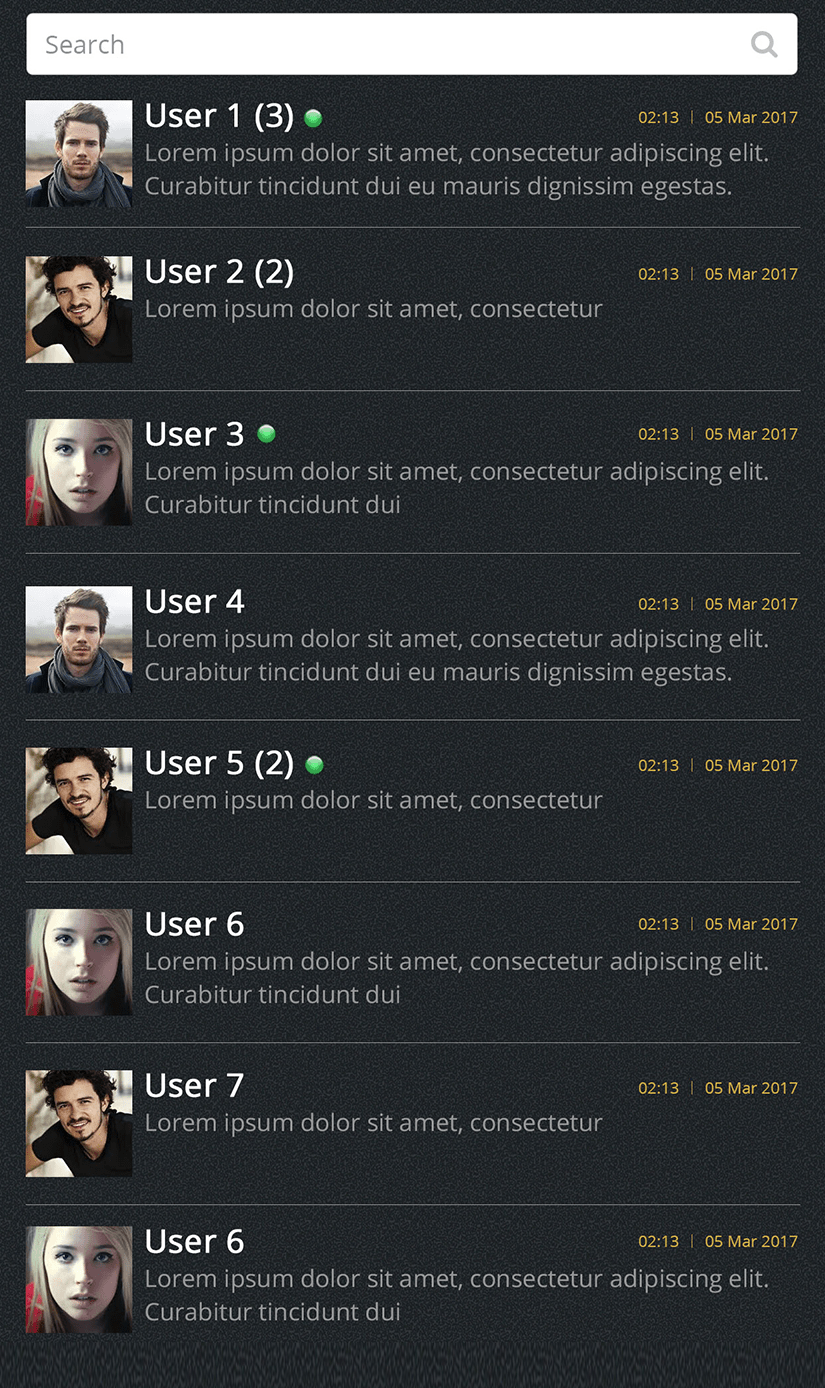 Search
User 1 (3) 02:13 | 05 Mar 2017
Lorem ipsum dolor sit amet, consectetur adipiscing elit.
Curabitur tincidunt dui eu mauris dignissim egestas.
User 2 (2) 02:13 | 05 Mar 2017
Lorem ipsum dolor sit amet, consectetur
User 3 02:13 | 05 Mar 2017
Lorem ipsum dolor sit amet, consectetur adipiscing elit.
Curabitur tincidunt dui
User 4 02:13 | 05 Mar 2017
Lorem ipsum dolor sit amet, consectetur adipiscing elit.
Curabitur tincidunt dui eu mauris dignissim egestas.
User 5 (2) 02:13 | 05 Mar 2017
Lorem ipsum dolor sit amet, consectetur
User 6 02:13 | 05 Mar 2017
Lorem ipsum dolor sit amet, consectetur adipiscing elit.
Curabitur tincidunt dui
User 7 02:13 | 05 Mar 2017
Lorem ipsum dolor sit amet, consectetur
User 6 02:13 | 05 Mar 2017
Lorem ipsum dolor sit amet, consectetur adipiscing elit.
Curabitur tincidunt dui